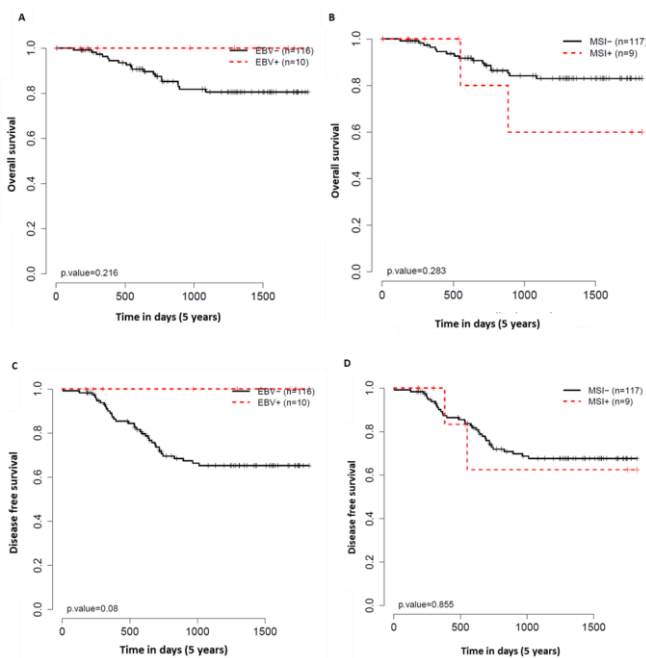 A
EBV− (n=116)
EBV+ (n=10)
Overall survival
0.0 0.2 0.4 0.6 0.8 1.0
p.value=0.216
0 500 1000 1500
Time in days (5 years)
B
MSI− (n=117)
MSI+ (n=9)
Overall survival
0.0 0.2 0.4 0.6 0.8 1.0
p.value=0.283
0 500 1000 1500
Time in days (5 years)
C
EBV− (n=116)
EBV+ (n=10)
Disease free survival
0.0 0.2 0.4 0.6 0.8 1.0
p.value=0.08
0 500 1000 1500
Time in days (5 years)
D
MSI− (n=117)
MSI+ (n=9)
Disease free survival
0.0 0.2 0.4 0.6 0.8 1.0
p.value=0.855
0 500 1000 1500
Time in days (5 years)